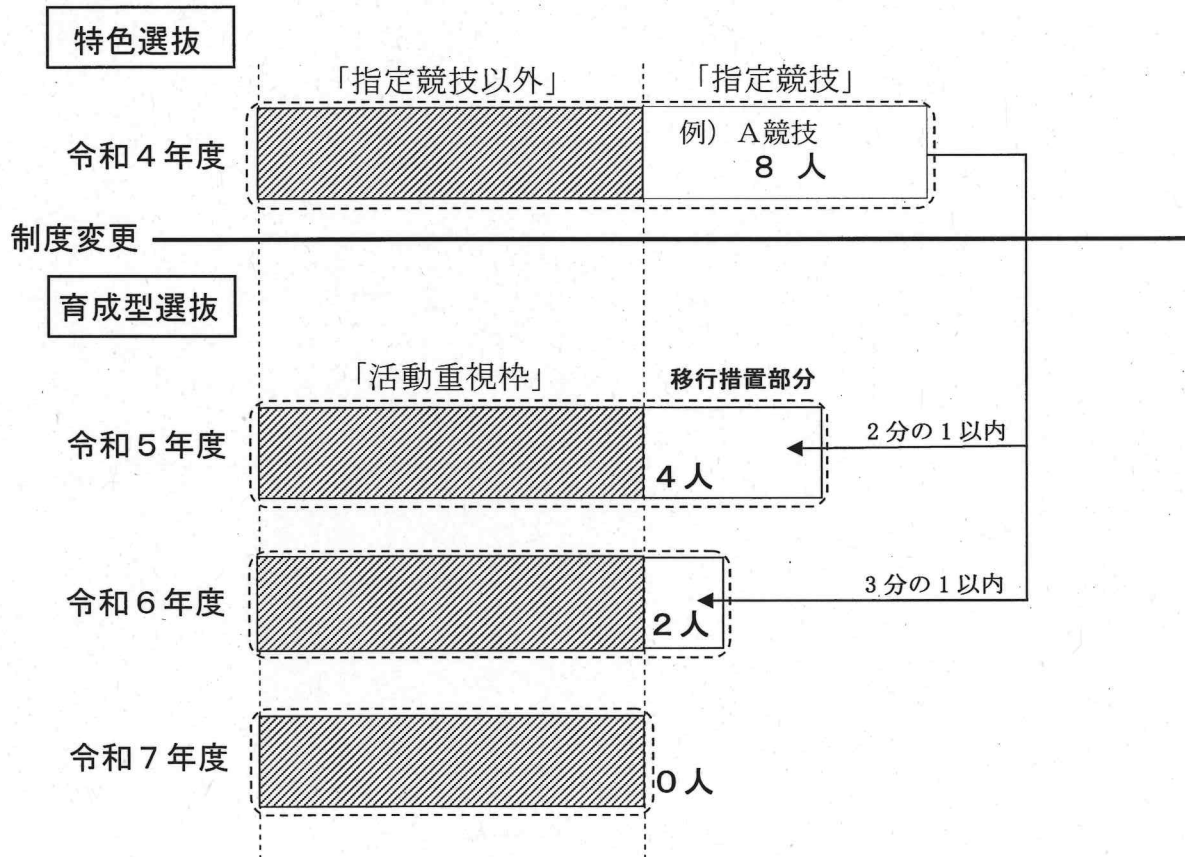 特色選抜
「指定競技以外」
「指定競技」
令和４年度
例）Ａ競技
８ 人
制度変更
育成型選抜
「活動重視枠」
移行措置部分
令和５年度
２分の１以内
４人
令和６年度
３分の１以内
２人
令和７年度
０人